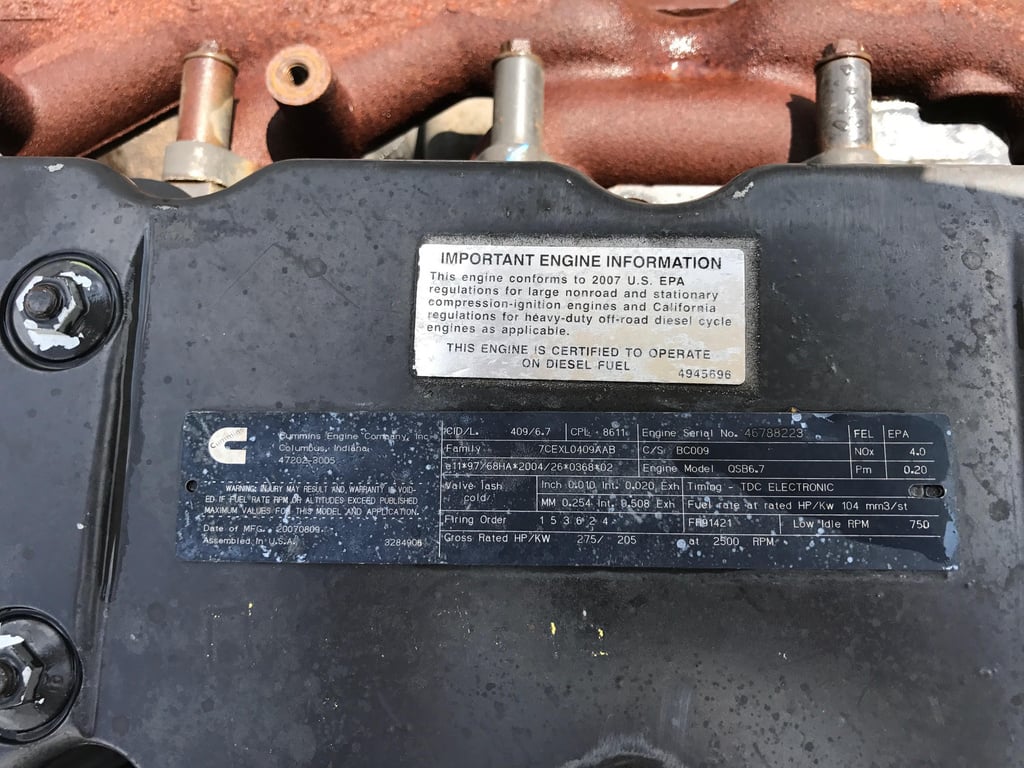 IMPORTANT ENGINE INFORMATION
This engine conforms to 2007 U.S. EPA
regulations for large nonroad and stationary
compression-ignition engines and California
regulations for heavy-duty off-road diesel cycle
engines as applicable.
THIS ENGINE IS CERTIFIED TO OPERATE
ON DIESEL FUEL
4945696
Cummins
Cummins Engine Company, Inc.
Columbus, Indiana
47202-3005
WARNING: INJURY MAY RESULT AND WARRANTY IS VOID-
ED IF FUEL RATE RPM OR ALTITUDES EXCEED PUBLISHED
MAXIMUM VALUES FOR THIS MODEL AND APPLICATION.
Date of MFG. 20070809
Assembled in U.S.A. 3284906
CID/L. 409/6.7 CPL 8611 Engine Serial No. 46788223 FEL EPA
Family 7CEXL0409AAB C/S BC009 NOx 4.0
e11*97/68HA*2004/26*0368*02 Engine Model QSB6.7 Pm 0.20
Valve lash Inch 0.010 Int. 0.020 Exh Timing - TDC ELECTRONIC
cold: MM 0.254 Int. 0.508 Exh Fuel rate at rated HP/Kw 104 mm3/st
Firing Order 1 5 3 6 2 4 FR91421 Low Idle RPM 750
Gross Rated HP/KW 275/ 205 at 2500 RPM